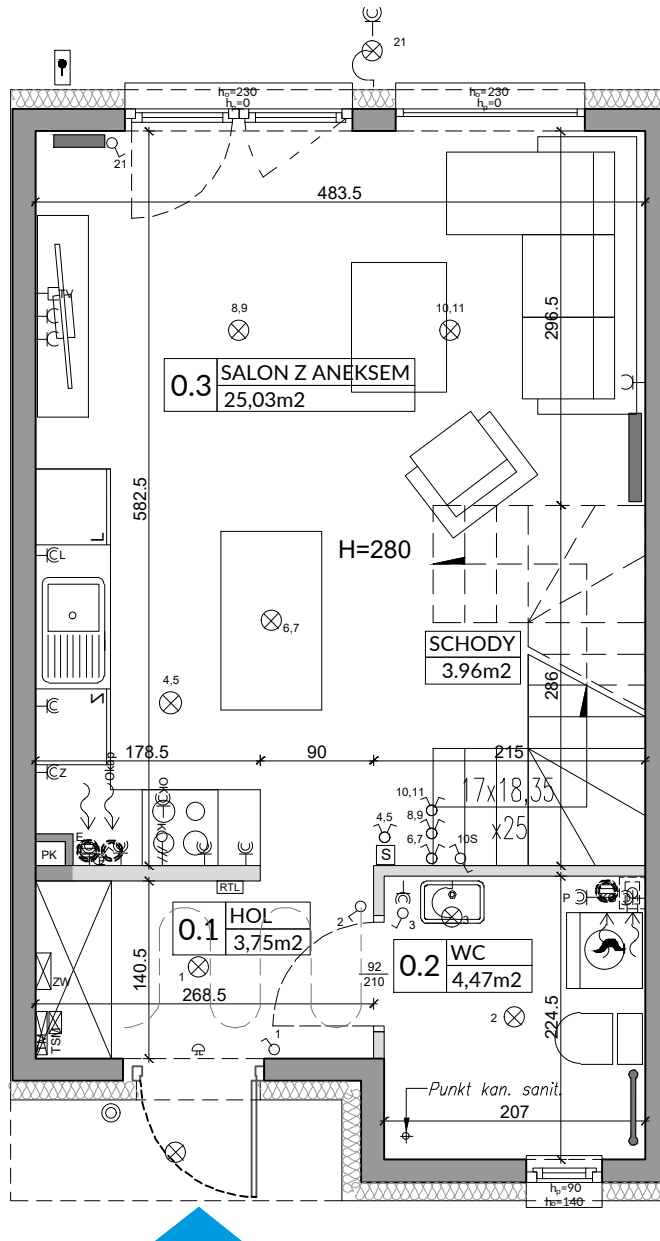 21
hₒ=230
hₚ=0
hₒ=230
hₚ=0
21
483.5
TV
8,9
10,11
296.5
0.3
SALON Z ANEKSEM
25,03m2
582.5
L
H=280
L
6,7
SCHODY
3.96m2
286
4,5
178.5
90
215
Z
Okap
17x18,35
x25
10,11
8,9
6,7
4,5
10S
S
PK
RTL
0.1
HOL
3,75m2
2
3
3
P
0.2
WC
4,47m2
1
ZW
140.5
92
210
268.5
2
224.5
TSM
1
Punkt kan. sanit.
207
hₚ=90
hₒ=140